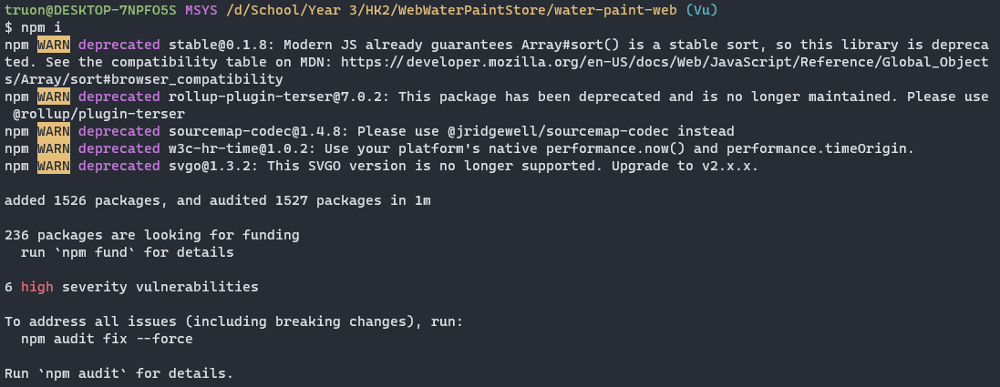 truon@DESKTOP-7NPFO5S MSYS /d/School/Year 3/HK2/WebWaterPaintStore/water-paint-web (Vu)
$ npm i
npm WARN deprecated stable@0.1.8: Modern JS already guarantees Array#sort() is a stable sort, so this library is depreca
ted. See the compatibility table on MDN: https://developer.mozilla.org/en-US/docs/Web/JavaScript/Reference/Global_Object
s/Array/sort#browser_compatibility
npm WARN deprecated rollup-plugin-terser@7.0.2: This package has been deprecated and is no longer maintained. Please use
 @rollup/plugin-terser
npm WARN deprecated sourcemap-codec@1.4.8: Please use @jridgewell/sourcemap-codec instead
npm WARN deprecated w3c-hr-time@1.0.2: Use your platform's native performance.now() and performance.timeOrigin.
npm WARN deprecated svgo@1.3.2: This SVGO version is no longer supported. Upgrade to v2.x.x.

added 1526 packages, and audited 1527 packages in 1m

236 packages are looking for funding
  run `npm fund` for details

6 high severity vulnerabilities

To address all issues (including breaking changes), run:
  npm audit fix --force

Run `npm audit` for details.